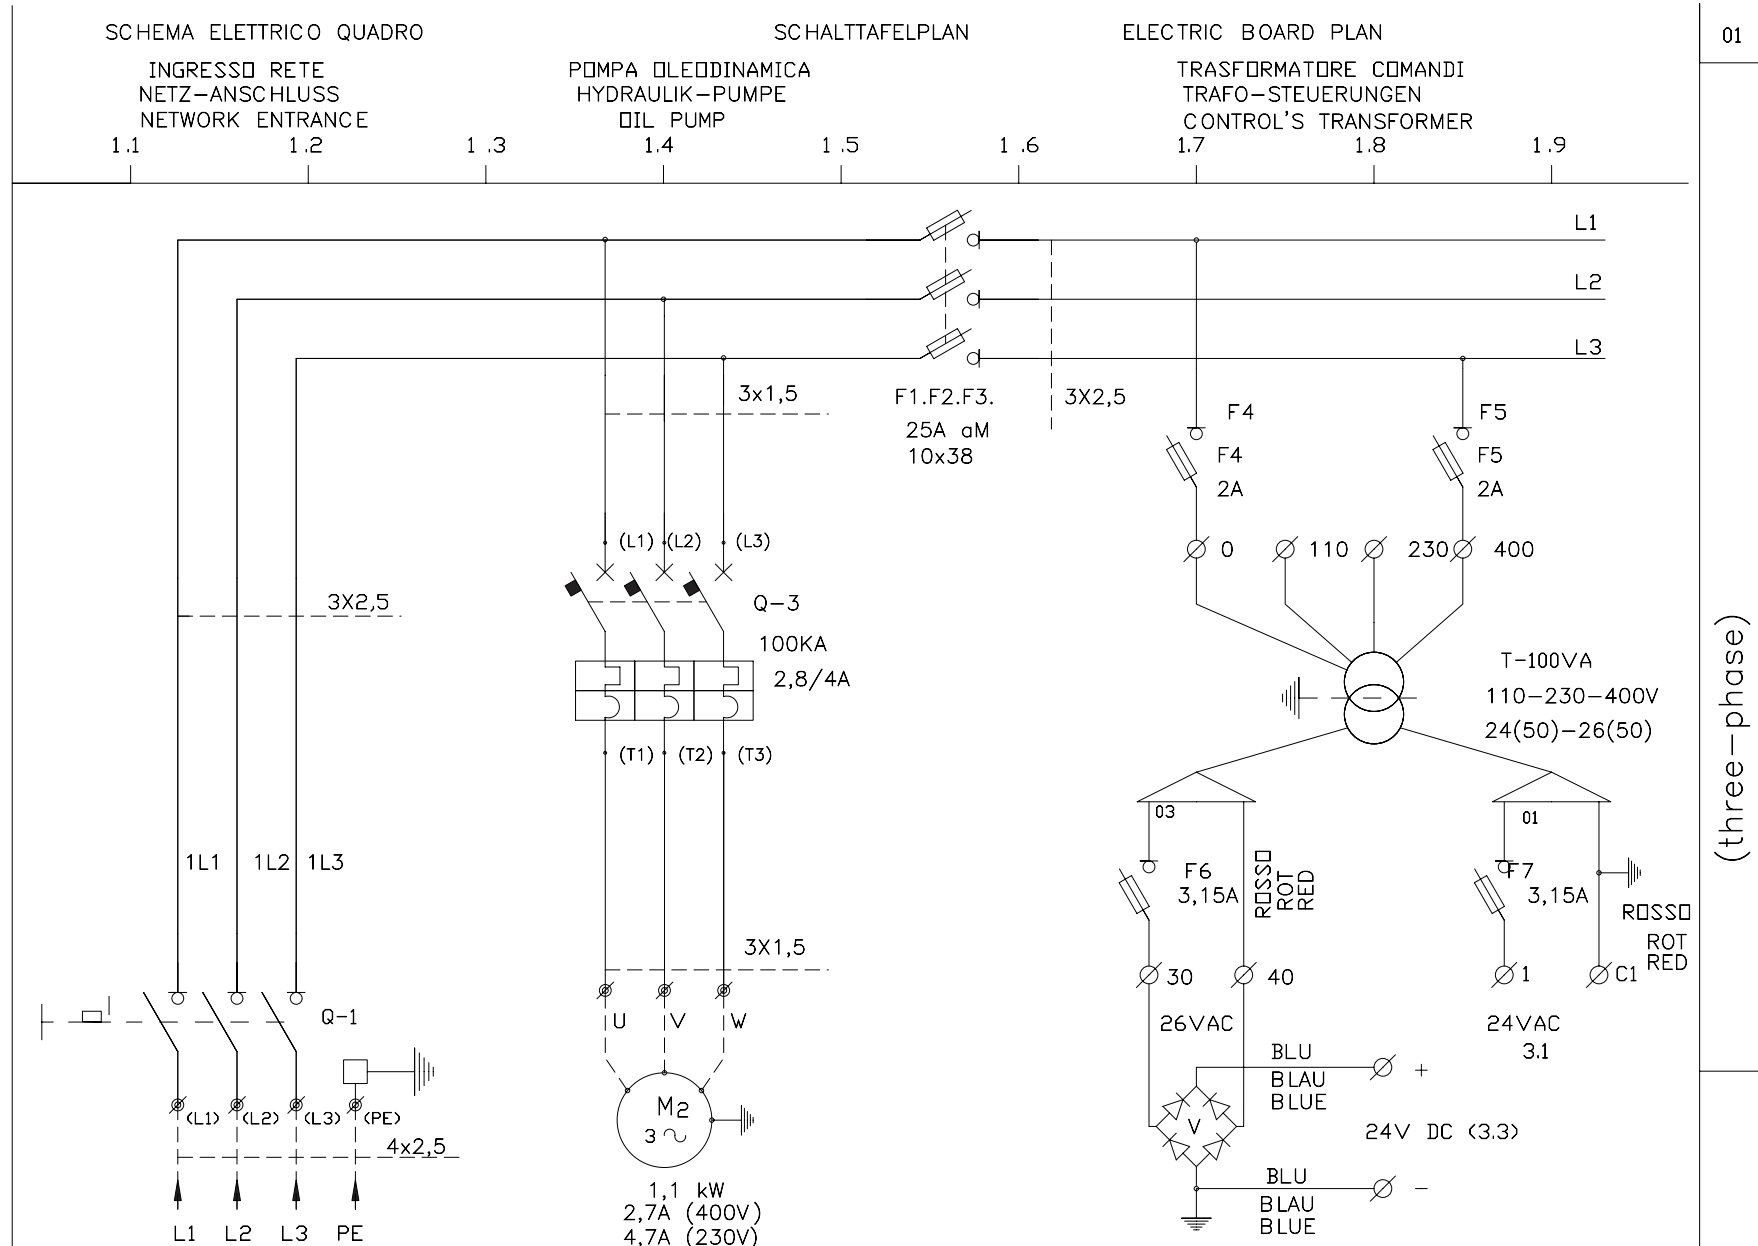 SCHEMA ELETTRICO QUADRO
SCHALTTAFELPLAN
ELECTRIC BOARD PLAN
01
INGRESSO RETE
NETZ-ANSCHLUSS
NETWORK ENTRANCE
POMPA OLEODINAMICA
HYDRAULIK-PUMPE
OIL PUMP
TRASFORMATORE COMANDI
TRAFO-STEUERUNGEN
CONTROL'S TRANSFORMER
1.1
1.2
1.3
1.4
1.5
1.6
1.7
1.8
1.9
L1
L2
L3
3x1,5
F1.F2.F3.
25A aM
10x38
3X2,5
F4
F4
2A
F5
F5
2A
(L1)
(L2)
(L3)
0
110
230
400
3X2,5
Q-3
100KA
2,8/4A
T-100VA
110-230-400V
24(50)-26(50)
(T1)
(T2)
(T3)
(three-phase)
03
01
1L1
1L2
1L3
F6
3,15A
ROSSO
ROT
RED
F7
3,15A
ROSSO
ROT
RED
3X1,5
30
40
1
C1
Q-1
U
V
W
26VAC
24VAC
3.1
BLU
BLAU
BLUE
+
(L1)
(L2)
(L3)
(PE)
M2
3 ~
V
24V DC (3.3)
4x2,5
BLU
BLAU
BLUE
-
1,1 kW
2,7A (400V)
4,7A (230V)
L1
L2
L3
PE